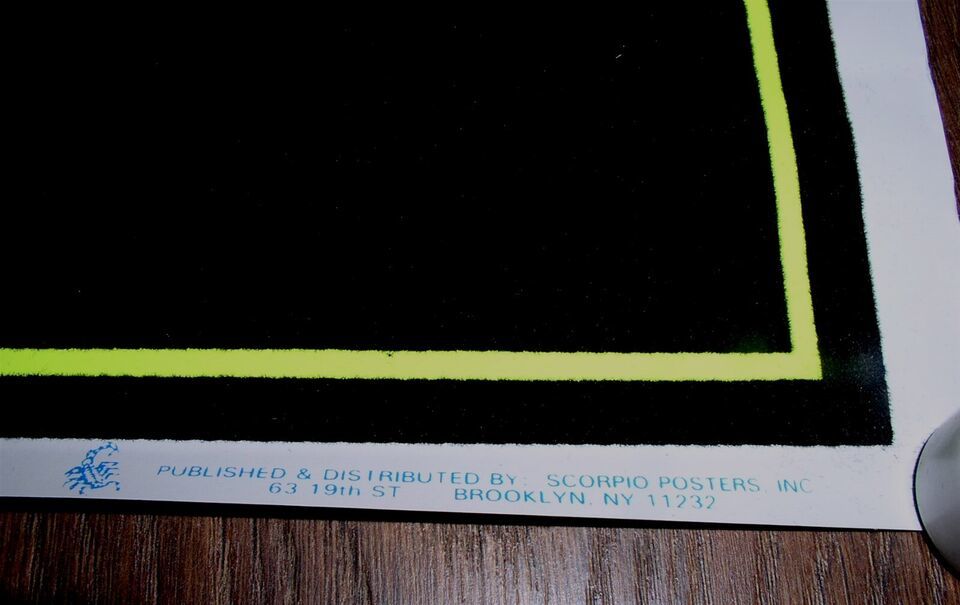 PUBLISHED & DISTRIBUTED BY: SCORPIO POSTERS, INC
63 19th ST BROOKLYN, NY 11232